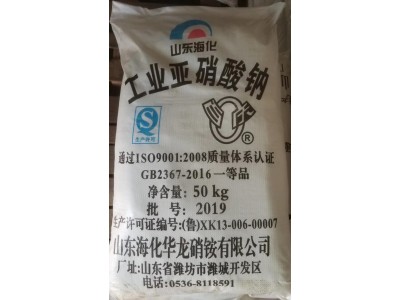 山东海化
工业亚硝酸钠
生产许可
®
通过ISO9001:2008质量体系认证
GB2367-2016一等品
净含量: 50kg
批 号: 2019
生产许可证编号:(鲁)XK13-006-00007
山东海化华龙硝铵有限公司
厂址:山东省潍坊市潍城开发区
电话:0536-8118591